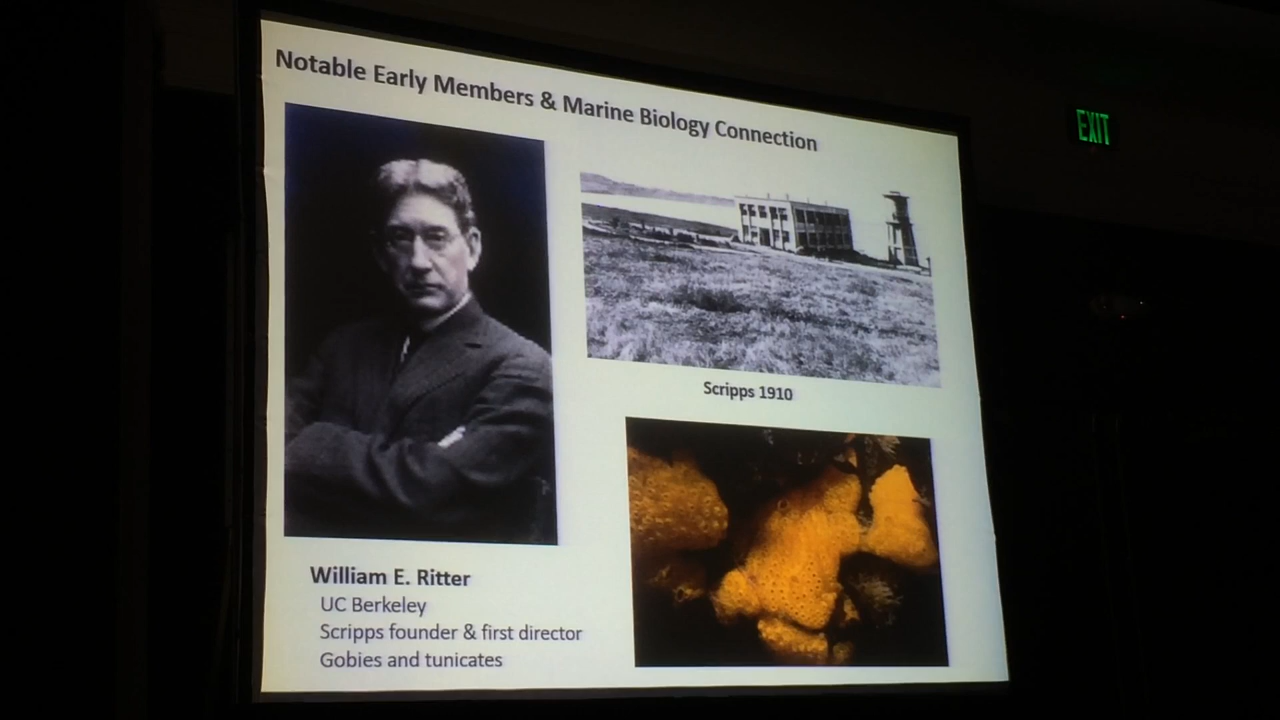 Notable Early Members & Marine Biology Connection
EXIT
Scripps 1910
William E. Ritter
UC Berkeley
Scripps founder & first director
Gobies and tunicates